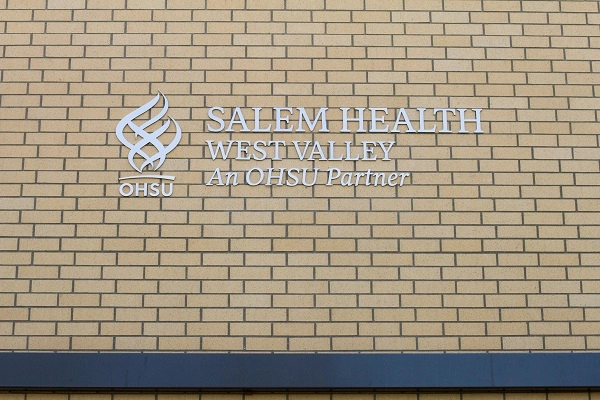 OHSU
SALEM HEALTH
WEST VALLEY
An OHSU Partner